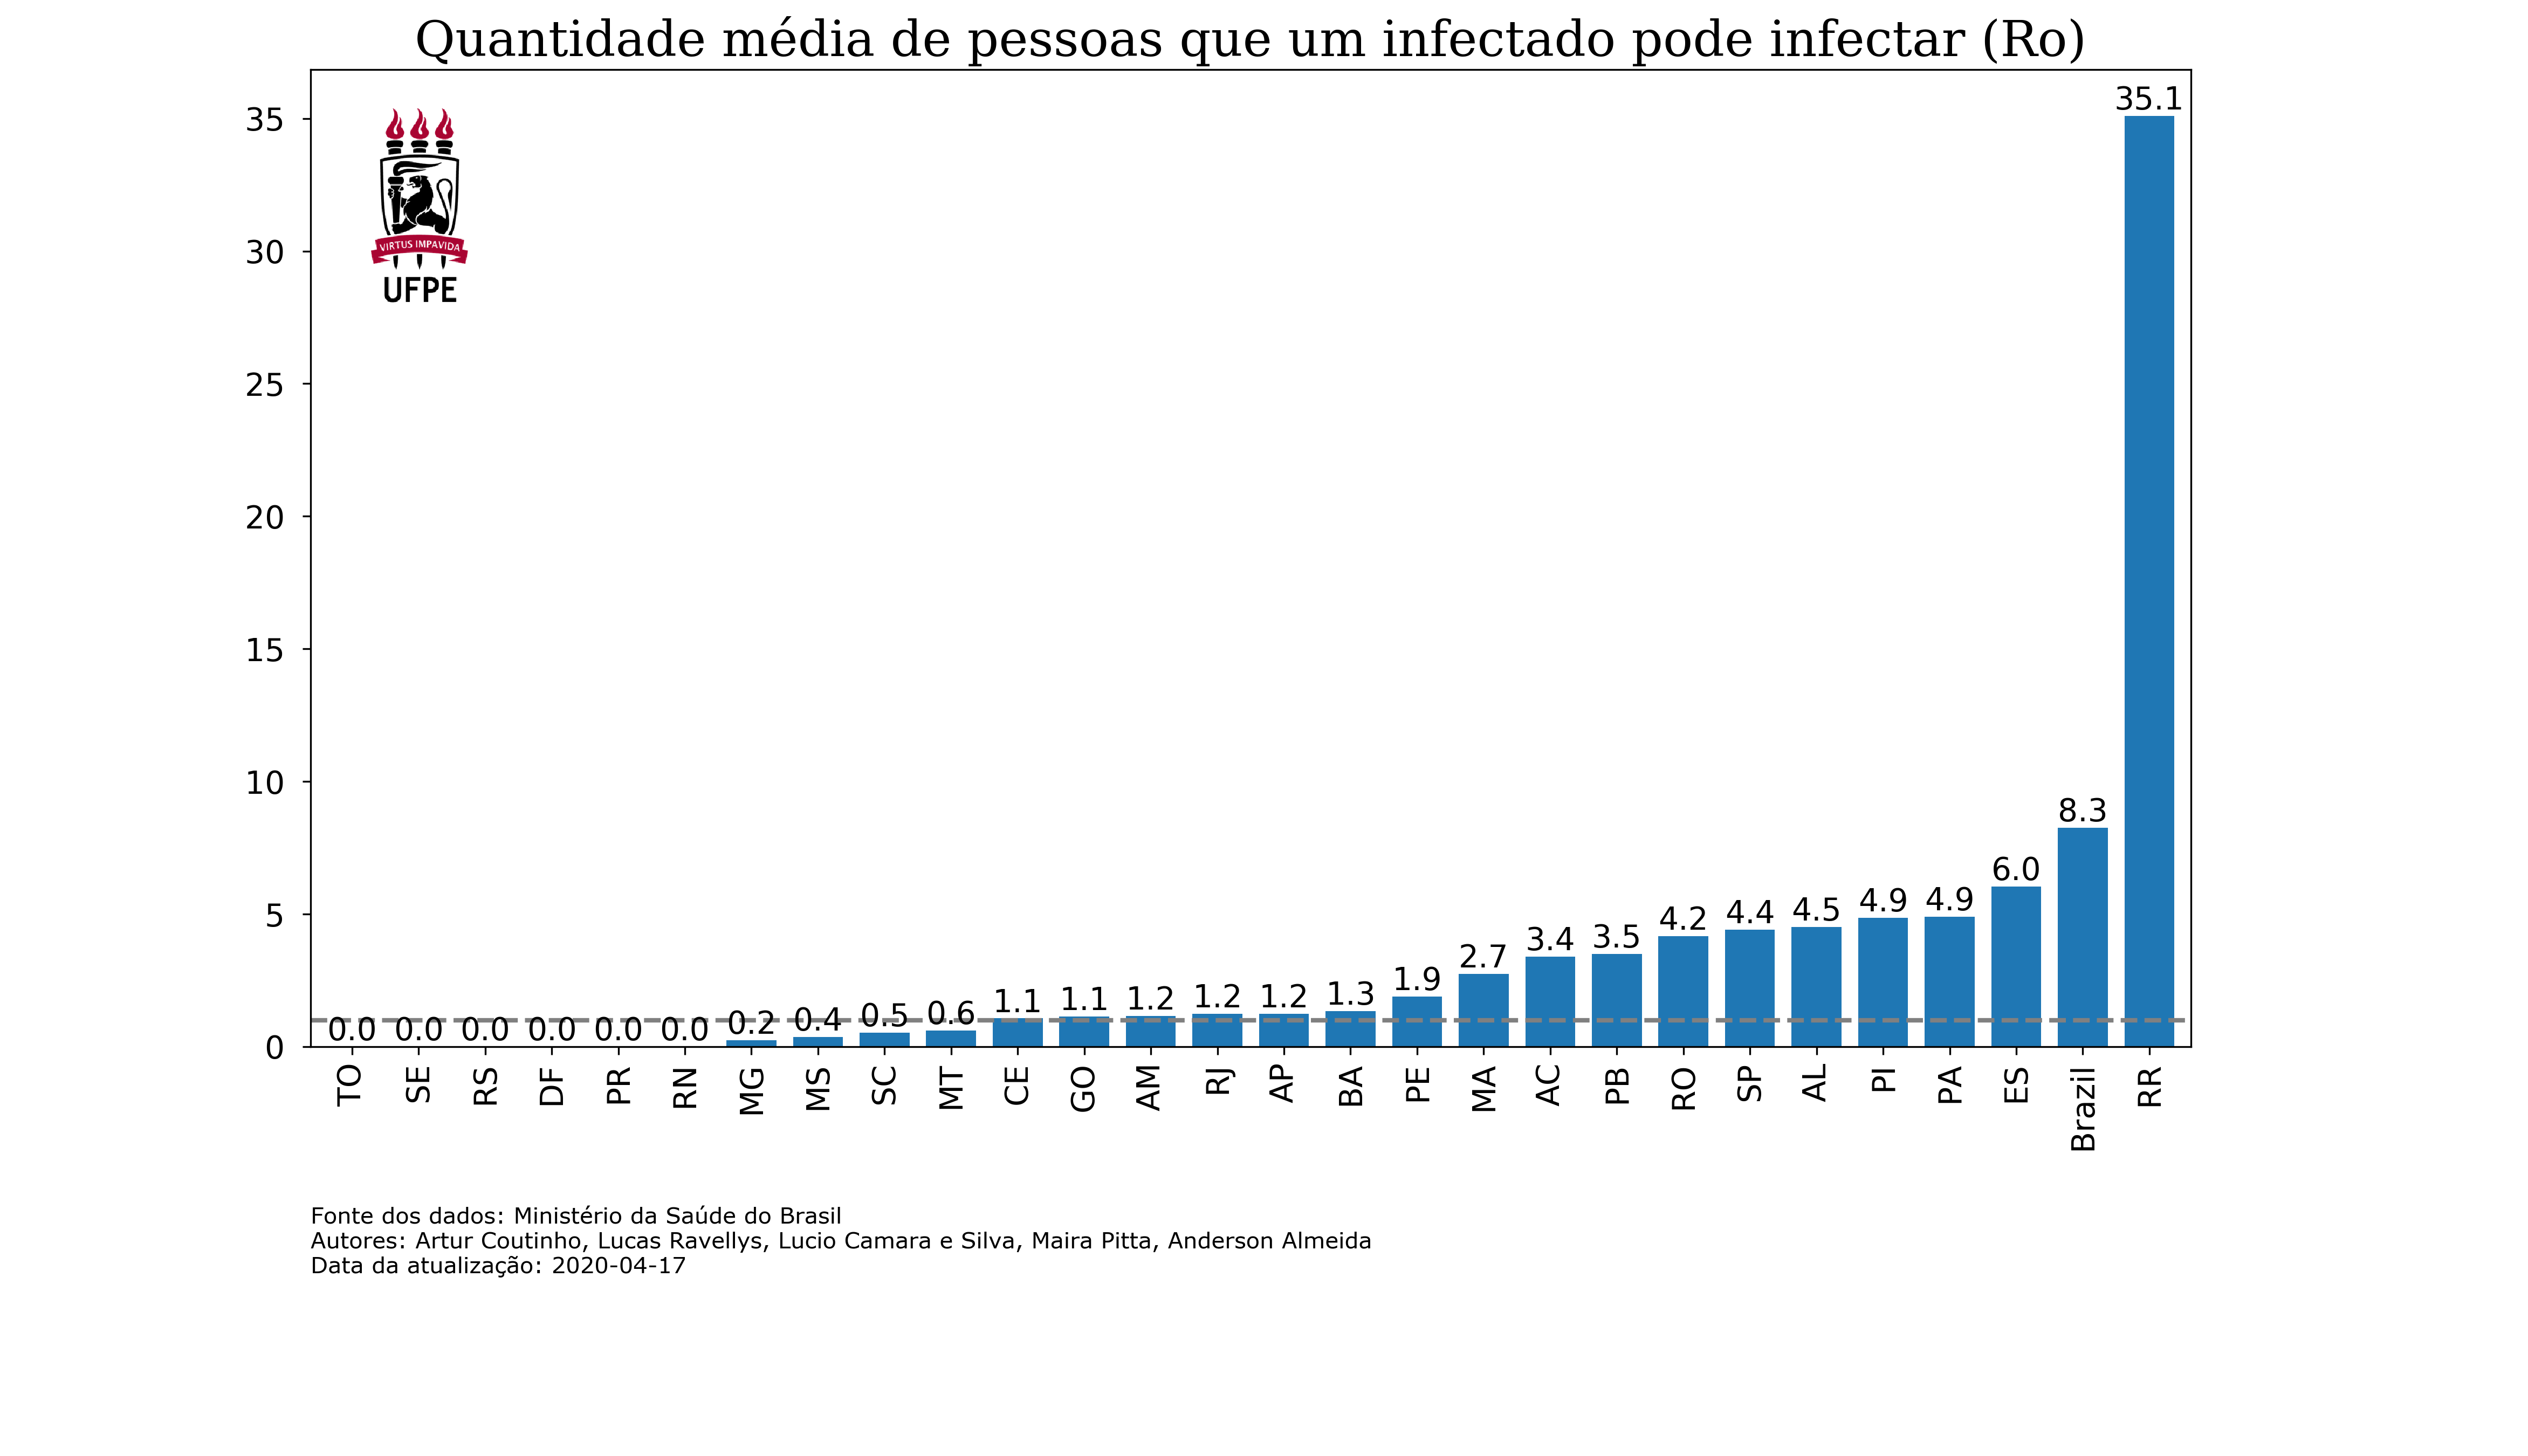 Quantidade média de pessoas que um infectado pode infectar (Ro)
35
30
25
20
15
10
5
0
VIRTUS IMPAVIDA
UFPE
0.0 0.0 0.0 0.0 0.0 0.0 0.2 0.4 0.5 0.6 1.1 1.1 1.2 1.2 1.2 1.3 1.9 2.7 3.4 3.5 4.2 4.4 4.5 4.9 4.9 6.0 8.3 35.1
TO SE RS DF PR RN MG MS SC MT CE GO AM RJ AP BA PE MA AC PB RO SP AL PI PA ES Brazil RR
Fonte dos dados: Ministério da Saúde do Brasil
Autores: Artur Coutinho, Lucas Ravellys, Lucio Camara e Silva, Maira Pitta, Anderson Almeida
Data da atualização: 2020-04-17